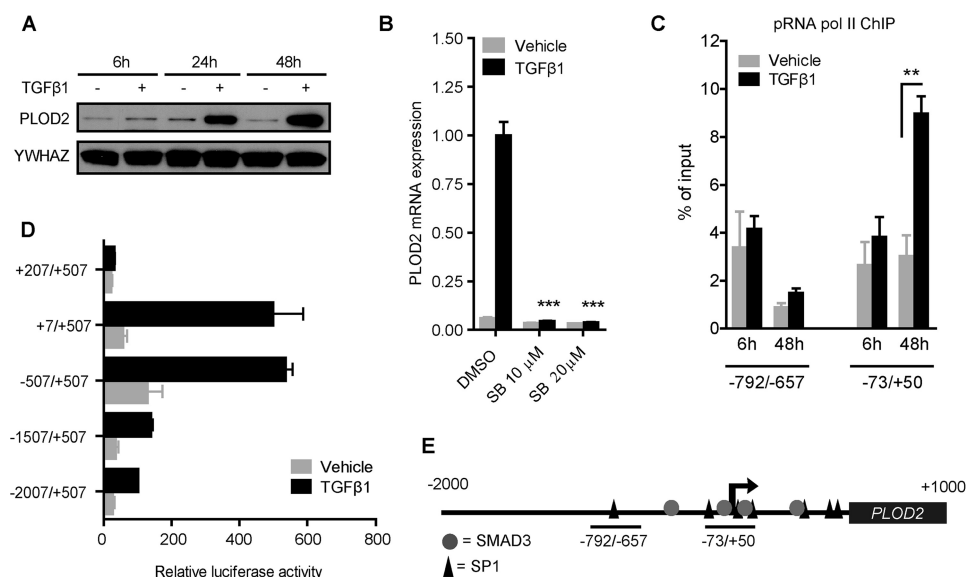 A
6h 24h 48h
TGFβ1 - + - + - +
PLOD2
YWHAZ
B
PLOD2 mRNA expression
1.50
1.25
1.00
0.75
0.50
0.25
0.00
Vehicle
TGFβ1
*** ***
DMSO
SB 10 μM
SB 20μM
C
pRNA pol II ChIP
% of input
12
10
8
6
4
2
0
Vehicle
TGFβ1
**
6h 48h 6h 48h
-792/-657 -73/+50
D
+207/+507
+7/+507
-507/+507
-1507/+507
-2007/+507
Vehicle
TGFβ1
0 200 400 600 800
Relative luciferase activity
E
-2000 +1000
PLOD2
-792/-657 -73/+50
= SMAD3
= SP1